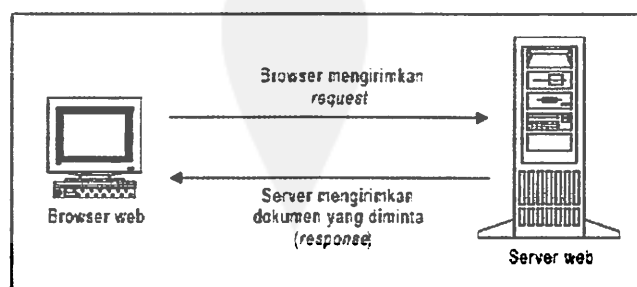 Browser mengirimkan
request
Browser web
Server mengirimkan
dokumen yang diminta
(response)
Server web